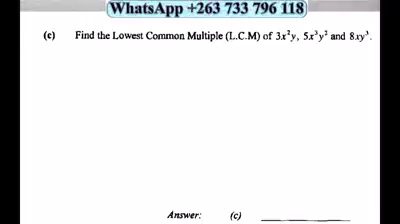 WhatsApp +263 733 796 118
(c) Find the Lowest Common Multiple (L.C.M) of 3x²y, 5x³y² and 8xy³.
Answer: (c)